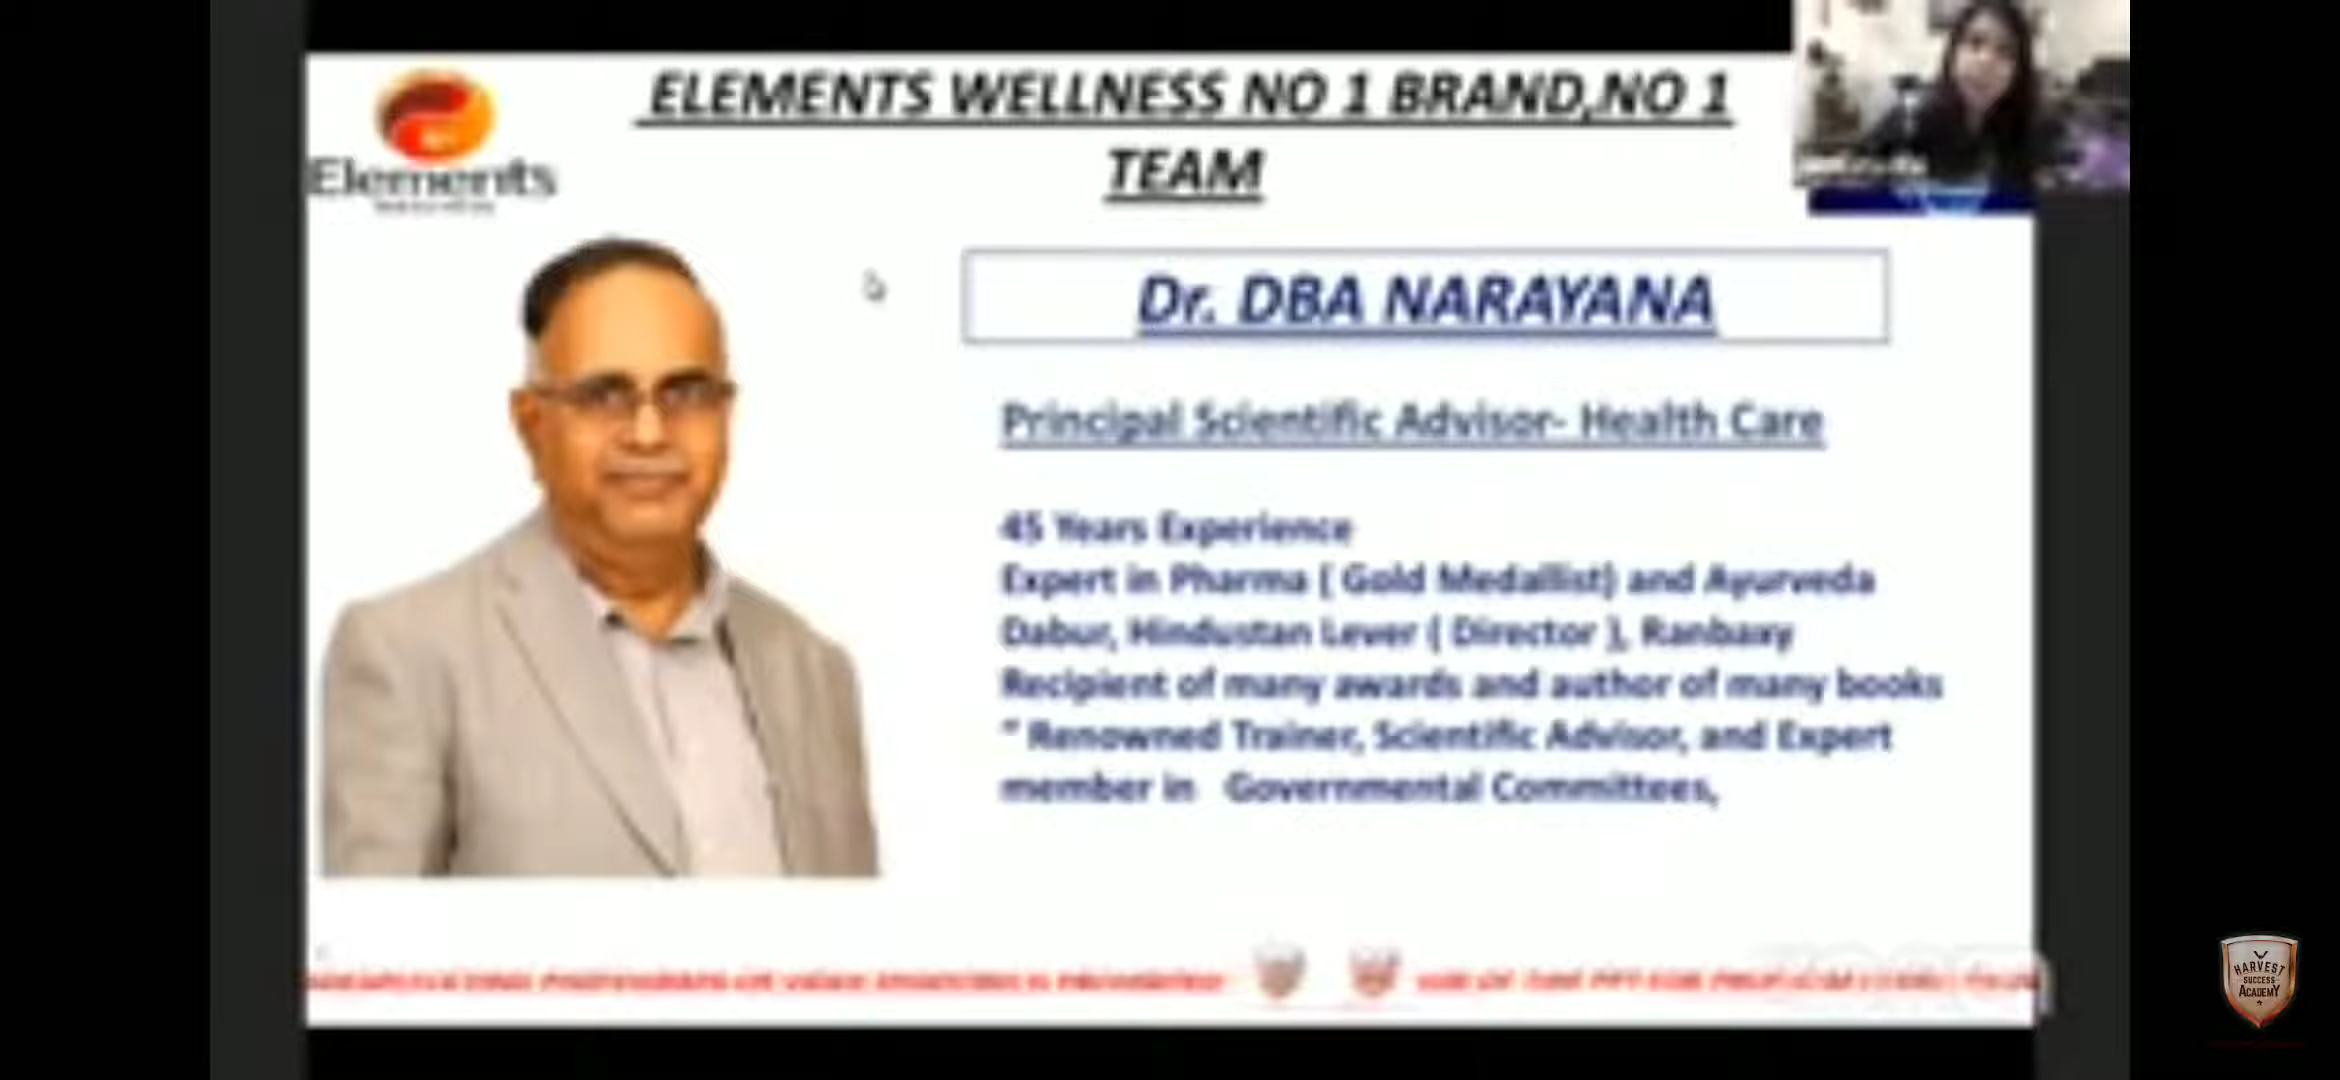 ELEMENTS WELLNESS NO 1 BRAND,NO 1
TEAM
Elements
Dr. DBA NARAYANA
Principal Scientific Advisor- Health Care
45 Years Experience
Expert in Pharma ( Gold Medallist) and Ayurveda
Dabur, Hindustan Lever ( Director ), Ranbaxy
Recipient of many awards and author of many books
" Renowned Trainer, Scientific Advisor, and Expert
member in Governmental Committees,
HARVEST
SUCCESS
ACADEMY